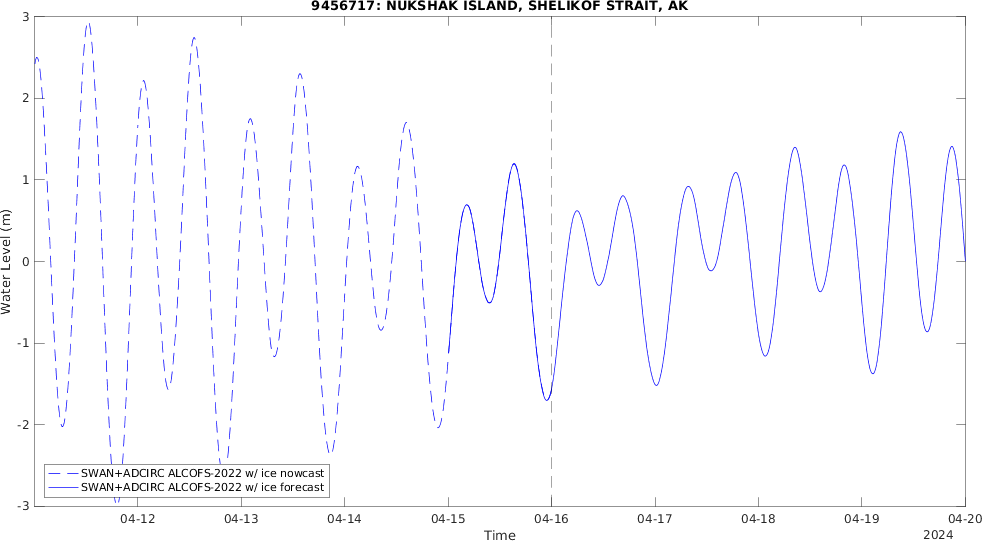 9456717: NUKSHAK ISLAND, SHELIKOF STRAIT, AK
3
2
1
0
-1
-2
-3
Water Level (m)
SWAN+ADCIRC ALCOFS-2022 w/ ice nowcast
SWAN+ADCIRC ALCOFS-2022 w/ ice forecast
04-12 04-13 04-14 04-15 04-16 04-17 04-18 04-19 04-20
Time
2024